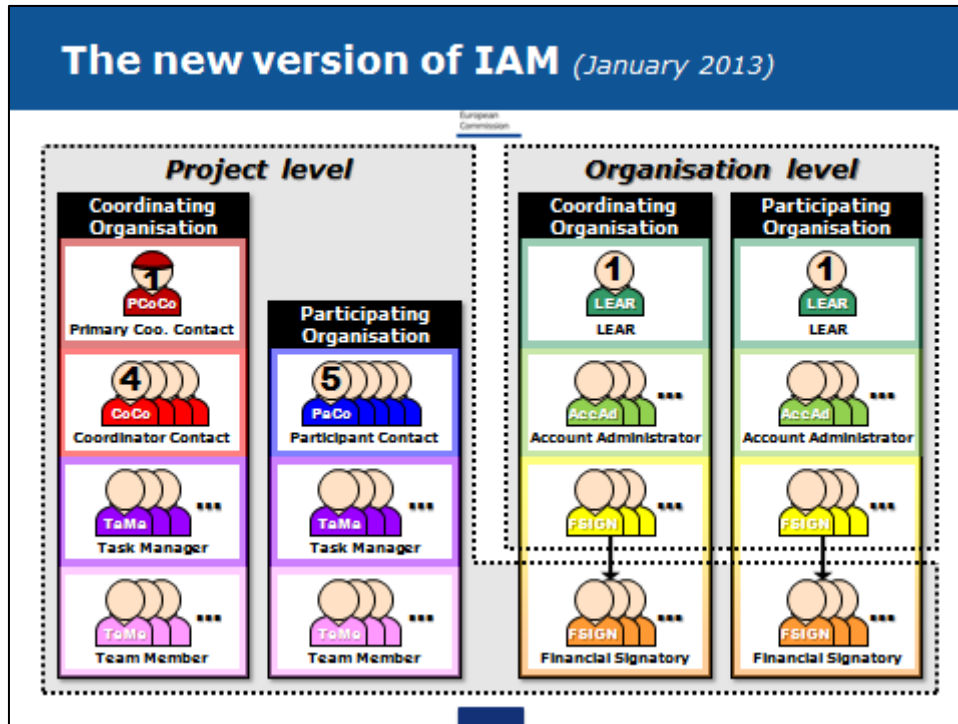 The new version of IAM (January 2013)
European
Commission
Project level
Coordinating
Organisation
1
PCoCo
Primary Coo. Contact
4
CoCo
Coordinator Contact
TaMa
...
Task Manager
TeMe
...
Team Member
Participating
Organisation
5
PaCo
Participant Contact
TaMa
...
Task Manager
TeMe
...
Team Member
Organisation level
Coordinating
Organisation
1
LEAR
LEAR
AccAd
...
Account Administrator
FSIGN
...
FSIGN
...
Financial Signatory
Participating
Organisation
1
LEAR
LEAR
AccAd
...
Account Administrator
FSIGN
...
FSIGN
...
Financial Signatory